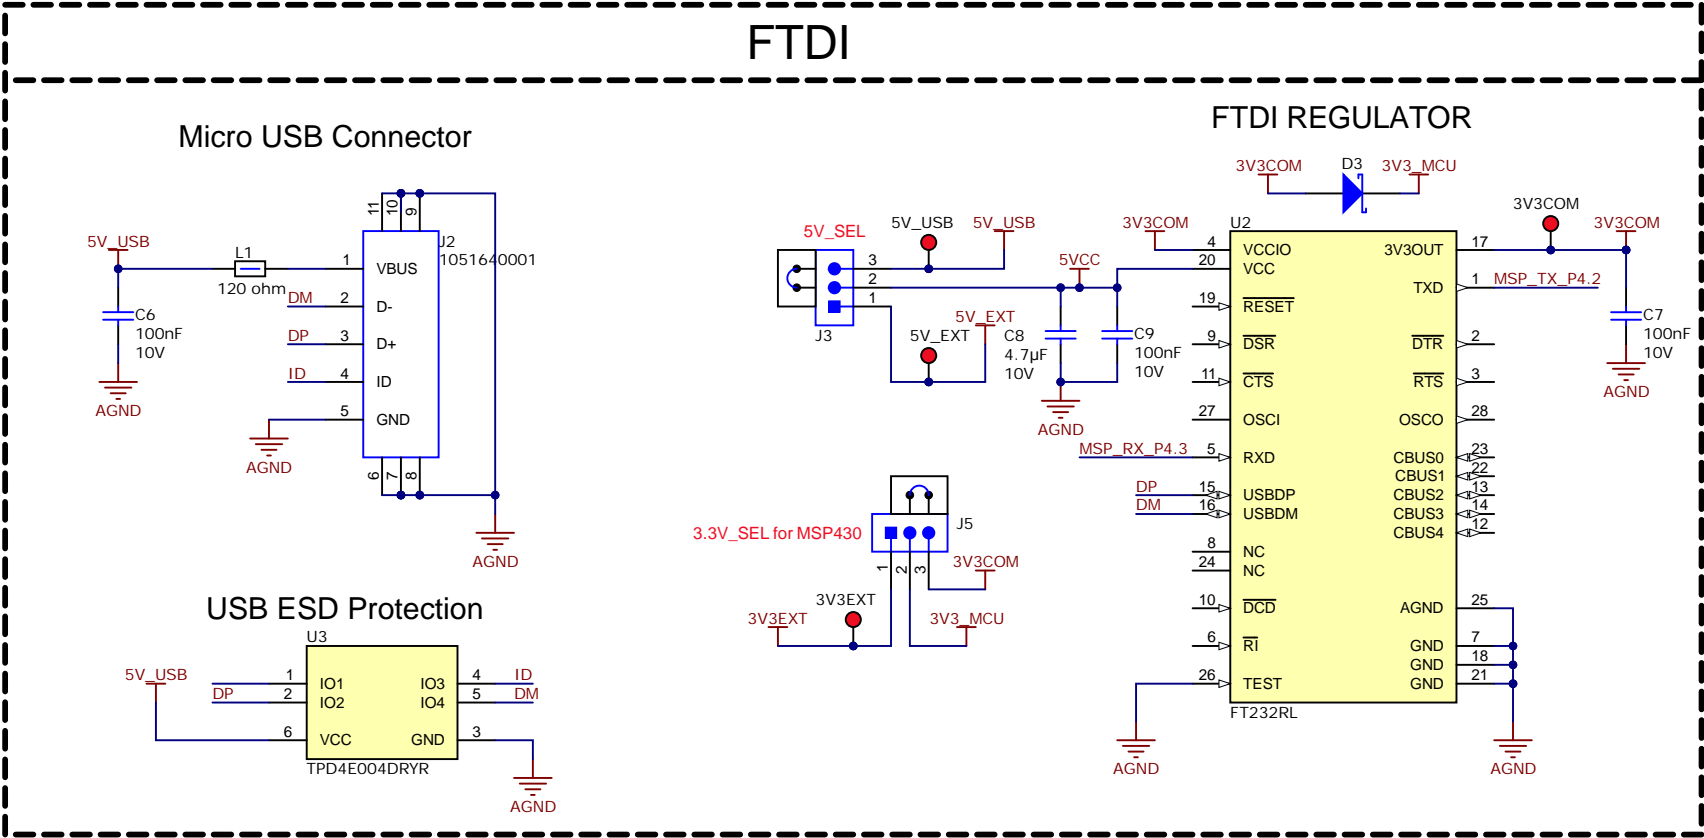 FTDI
Micro USB Connector
5V_USB
L1
120 ohm
C6
100nF
10V
AGND
DM
DP
ID
AGND
11
10
9
J2
1051640001
1
VBUS
2
D-
3
D+
4
ID
5
GND
6
7
8
AGND
USB ESD Protection
U3
5V_USB
DP
1
IO1
2
IO2
6
VCC
IO3
4
ID
IO4
5
DM
GND
3
TPD4E004DRYR
AGND
5V_SEL
5V_USB
5V_USB
3
2
1
J3
5V_EXT
5V_EXT
5VCC
C8
4.7µF
10V
C9
100nF
10V
AGND
3.3V_SEL for MSP430
J5
1
2
3
3V3COM
3V3EXT
3V3EXT
3V3_MCU
FTDI REGULATOR
3V3COM
D3
3V3_MCU
3V3COM
U2
4
VCCIO
20
VCC
19
RESET
9
DSR
11
CTS
27
OSCI
MSP_RX_P4.3
5
RXD
DP
15
USBDP
DM
16
USBDM
8
NC
24
NC
10
DCD
6
RI
26
TEST
FT232RL
AGND
3V3COM
3V3COM
3V3OUT
17
TXD
1
MSP_TX_P4.2
DTR
2
RTS
3
OSCO
28
CBUS0
23
CBUS1
22
CBUS2
13
CBUS3
14
CBUS4
12
AGND
25
GND
7
GND
18
GND
21
AGND
C7
100nF
10V
AGND